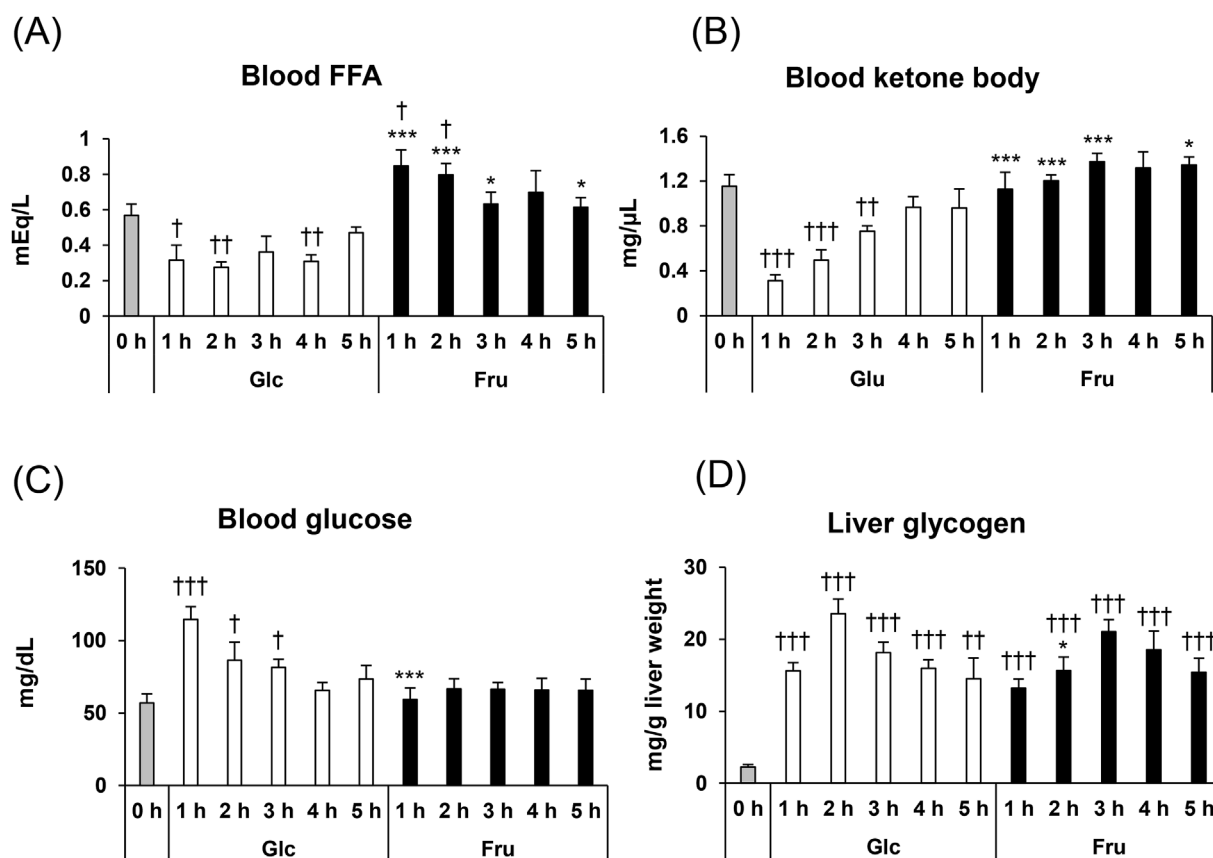 (A)
Blood FFA
mEq/L
1
0.8
0.6
0.4
0.2
0
† †† †† † *** † *** * *
0 h 1 h 2 h 3 h 4 h 5 h 1 h 2 h 3 h 4 h 5 h
Glc Fru
(B)
Blood ketone body
mg/µL
1.6
1.2
0.8
0.4
0
††† ††† †† *** *** *** *
0 h 1 h 2 h 3 h 4 h 5 h 1 h 2 h 3 h 4 h 5 h
Glu Fru
(C)
Blood glucose
mg/dL
150
100
50
0
††† † † ***
0 h 1 h 2 h 3 h 4 h 5 h 1 h 2 h 3 h 4 h 5 h
Glc Fru
(D)
Liver glycogen
mg/g liver weight
30
20
10
0
††† ††† ††† ††† †† ††† ††† * ††† ††† †††
0 h 1 h 2 h 3 h 4 h 5 h 1 h 2 h 3 h 4 h 5 h
Glc Fru